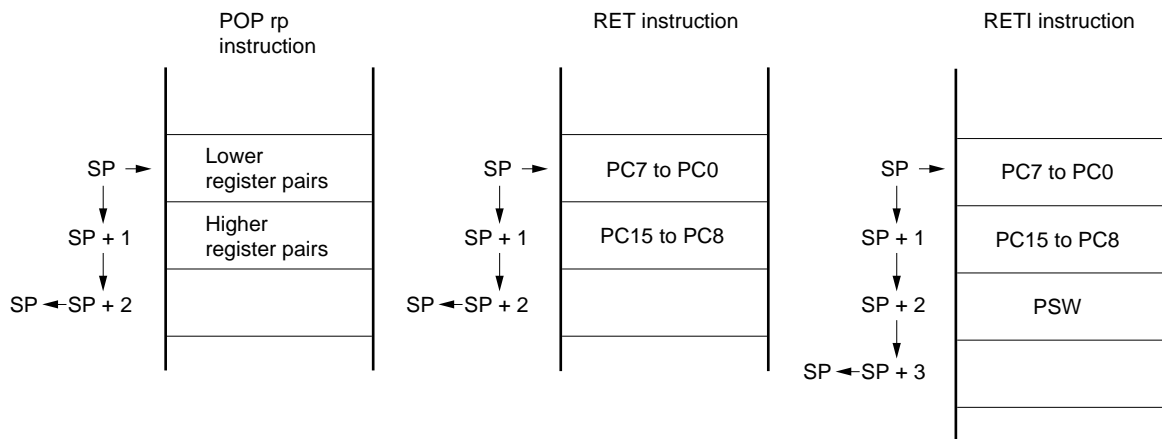 POP rp
instruction
SP
SP + 1
SP SP + 2
Lower
register pairs
Higher
register pairs
RET instruction
SP
SP + 1
SP SP + 2
PC7 to PC0
PC15 to PC8
RETI instruction
SP
SP + 1
SP + 2
SP SP + 3
PC7 to PC0
PC15 to PC8
PSW